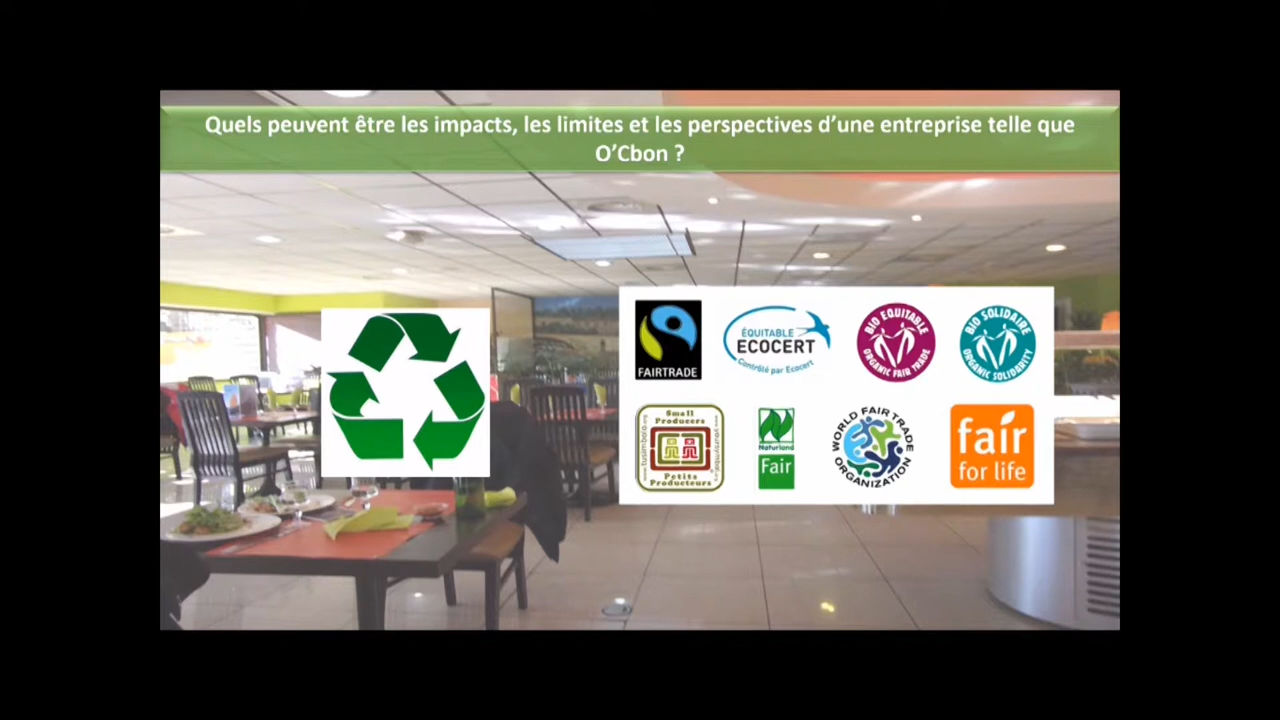 Quels peuvent être les impacts, les limites et les perspectives d’une entreprise telle que
O’Cbon ?
FAIRTRADE
ÉQUITABLE
ECOCERT
Contrôlé par Ecocert
BIO EQUITABLE
ORGANIC FAIR TRADE
BIO SOLIDAIRE
ORGANIC SOLIDARITY
Small
Producers
Petits
Producteurs
Naturland
Fair
WORLD FAIR TRADE
ORGANIZATION
fair
for life